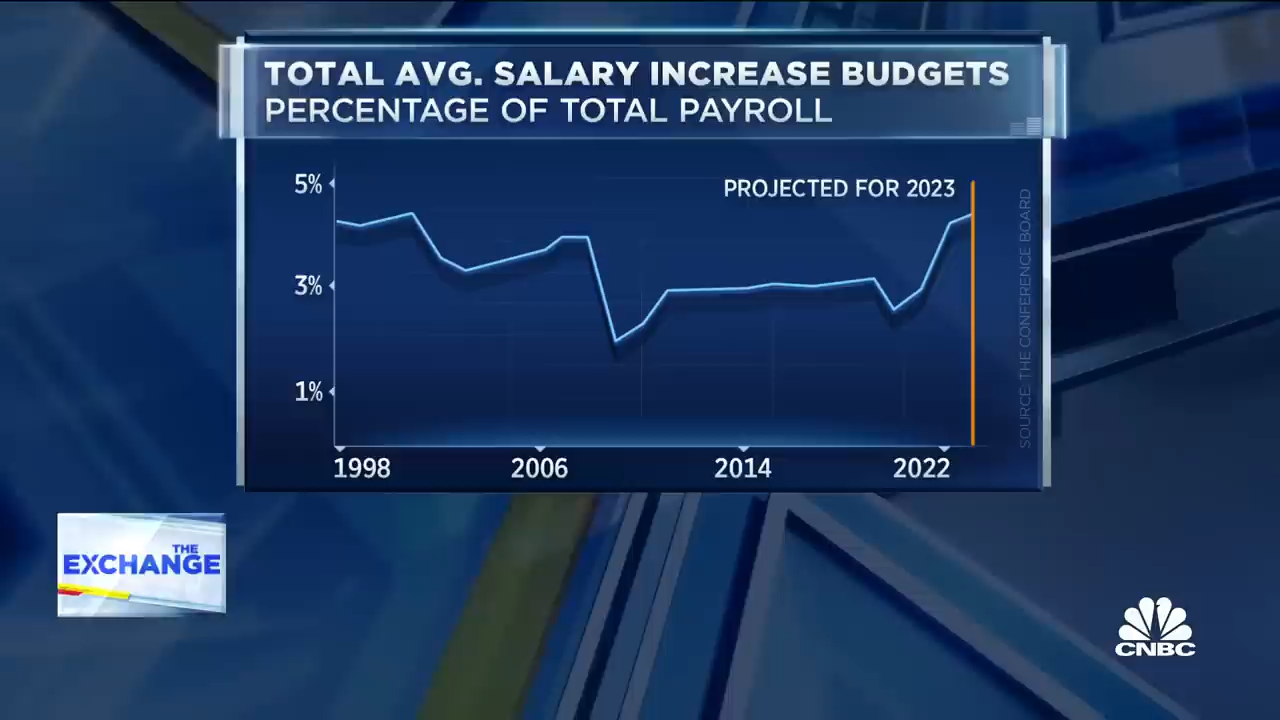 TOTAL AVG. SALARY INCREASE BUDGETS
PERCENTAGE OF TOTAL PAYROLL
5%
PROJECTED FOR 2023
3%
1%
1998 2006 2014 2022
SOURCE: THE CONFERENCE BOARD
THE
EXCHANGE
CNBC